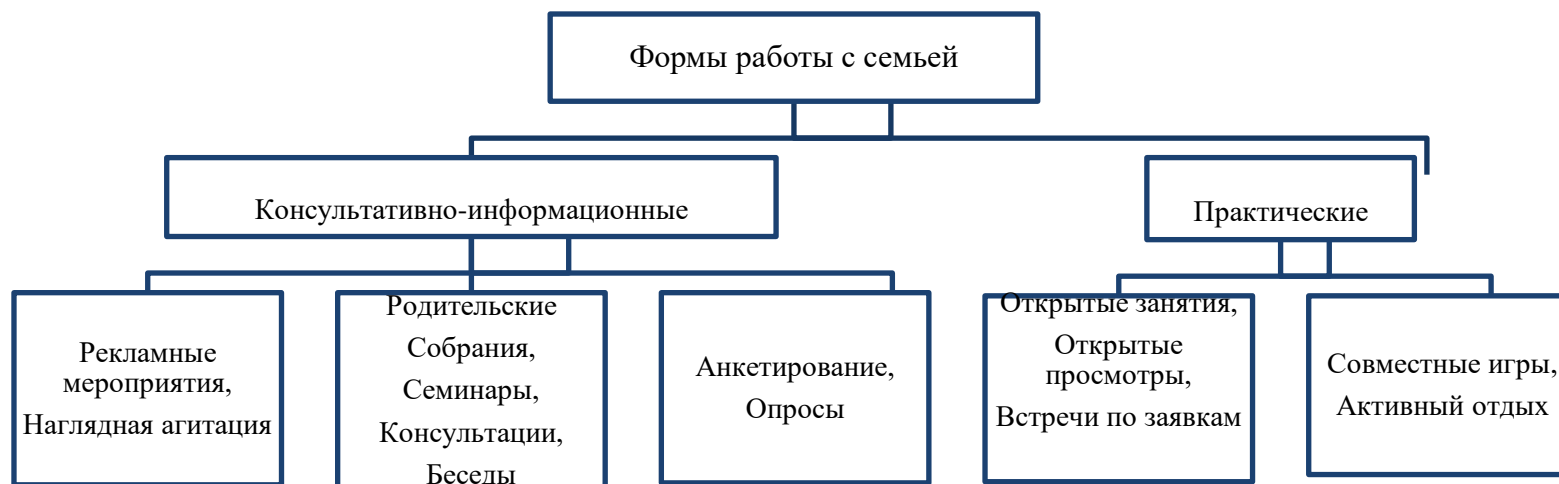 Формы работы с семьей
Консультативно-информационные
Практические
Рекламные
мероприятия,
Наглядная агитация
Родительские
Собрания,
Семинары,
Консультации,
Беседы
Анкетирование,
Опросы
Открытые занятия,
Открытые
просмотры,
Встречи по заявкам
Совместные игры,
Активный отдых